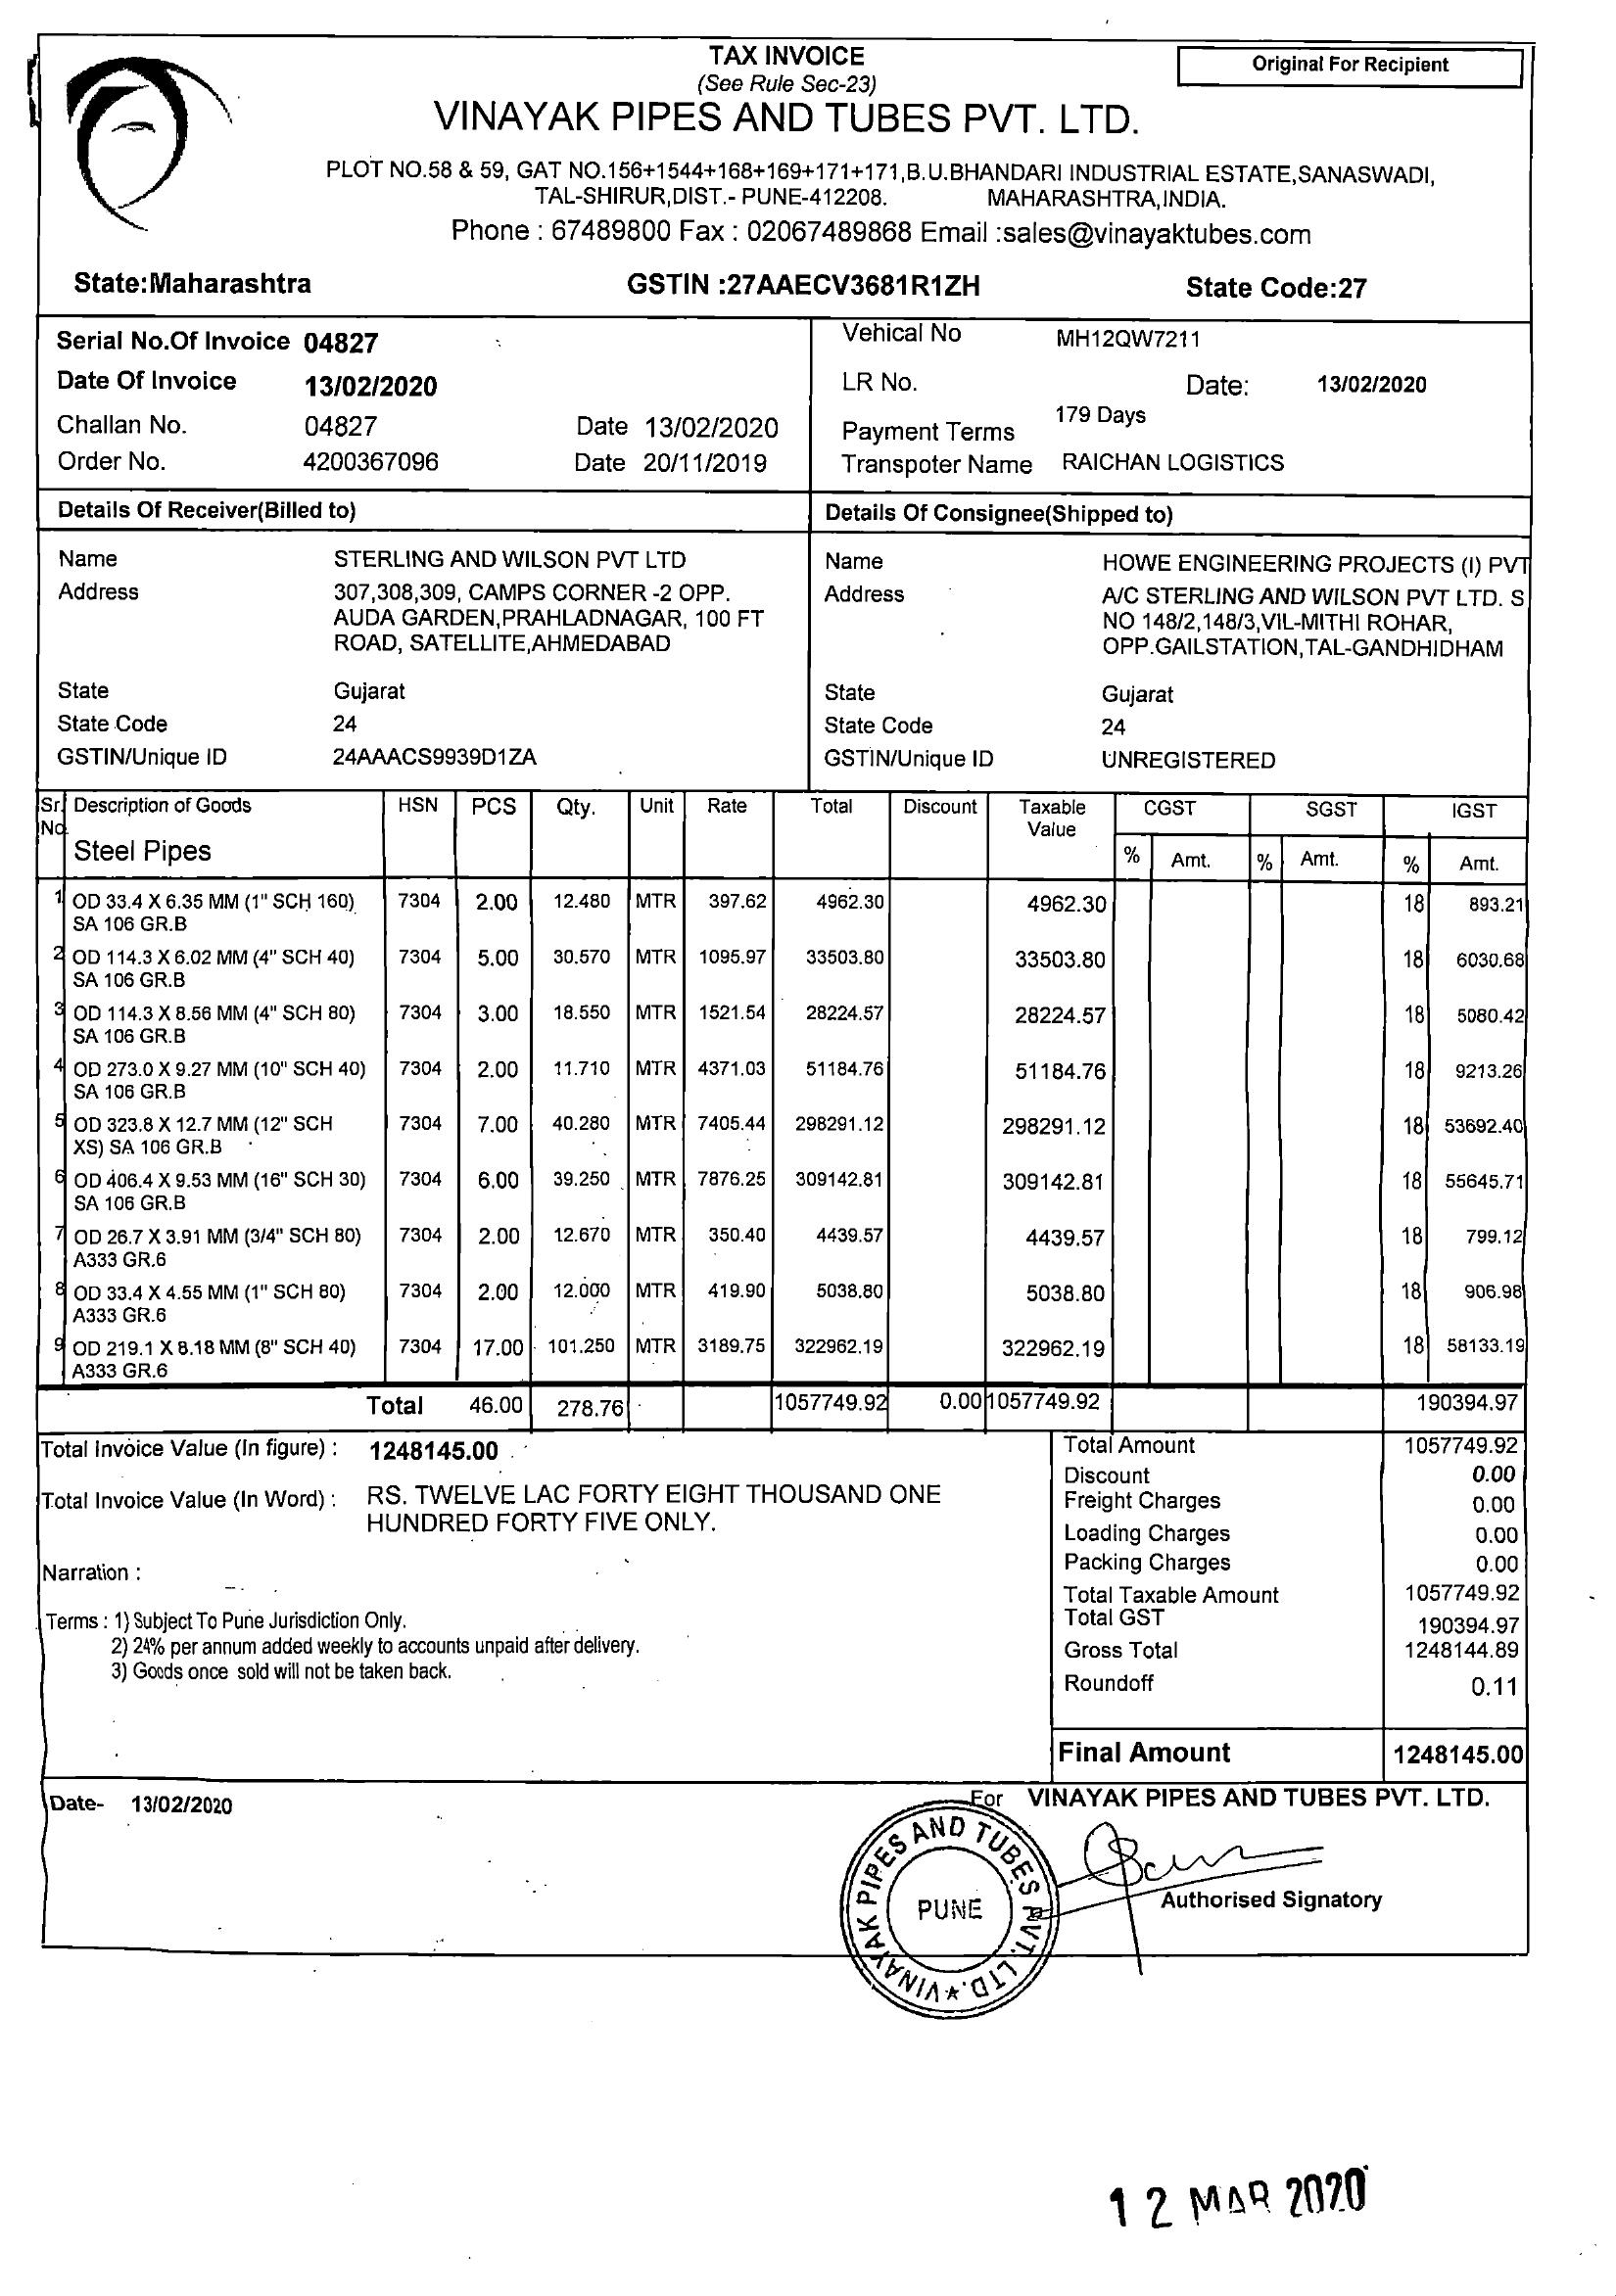 TAX INVOICE
Original For Recipient
(See Rule Sec-23)
VINAYAK PIPES AND TUBES PVT. LTD.
PLOT NO.58 & 59, GAT NO.156+1544+168+169+171+171,B.U.BHANDARI INDUSTRIAL ESTATE,SANASWADI,
TAL-SHIRUR,DIST.- PUNE-412208. MAHARASHTRA,INDIA.
Phone : 67489800 Fax : 02067489868 Email :sales@vinayaktubes.com
State:Maharashtra GSTIN :27AAECV3681R1ZH State Code:27
Serial No.Of Invoice 04827
Date Of Invoice 13/02/2020
Challan No. 04827 Date 13/02/2020
Order No. 4200367096 Date 20/11/2019
Vehical No MH12QW7211
LR No. Date: 13/02/2020
Payment Terms 179 Days
Transpoter Name RAICHAN LOGISTICS
Details Of Receiver(Billed to)
Name STERLING AND WILSON PVT LTD
Address 307,308,309, CAMPS CORNER -2 OPP.
AUDA GARDEN,PRAHLADNAGAR, 100 FT
ROAD, SATELLITE,AHMEDABAD
State Gujarat
State Code 24
GSTIN/Unique ID 24AAACS9939D1ZA
Details Of Consignee(Shipped to)
Name HOWE ENGINEERING PROJECTS (I) PVT
Address A/C STERLING AND WILSON PVT LTD. S
NO 148/2,148/3,VIL-MITHI ROHAR,
OPP.GAILSTATION,TAL-GANDHIDHAM
State Gujarat
State Code 24
GSTIN/Unique ID UNREGISTERED
Sr. No Description of Goods HSN PCS Qty. Unit Rate Total Discount Taxable Value CGST SGST IGST
Steel Pipes % Amt. % Amt. % Amt.
1 OD 33.4 X 6.35 MM (1" SCH 160) 7304 2.00 12.480 MTR 397.62 4962.30 4962.30 18 893.21
SA 106 GR.B
2 OD 114.3 X 6.02 MM (4" SCH 40) 7304 5.00 30.570 MTR 1095.97 33503.80 33503.80 18 6030.68
SA 106 GR.B
3 OD 114.3 X 8.56 MM (4" SCH 80) 7304 3.00 18.550 MTR 1521.54 28224.57 28224.57 18 5080.42
SA 106 GR.B
4 OD 273.0 X 9.27 MM (10" SCH 40) 7304 2.00 11.710 MTR 4371.03 51184.76 51184.76 18 9213.26
SA 106 GR.B
5 OD 323.8 X 12.7 MM (12" SCH 7304 7.00 40.280 MTR 7405.44 298291.12 298291.12 18 53692.40
XS) SA 106 GR.B
6 OD 406.4 X 9.53 MM (16" SCH 30) 7304 6.00 39.250 MTR 7876.25 309142.81 309142.81 18 55645.71
SA 106 GR.B
7 OD 26.7 X 3.91 MM (3/4" SCH 80) 7304 2.00 12.670 MTR 350.40 4439.57 4439.57 18 799.12
A333 GR.6
8 OD 33.4 X 4.55 MM (1" SCH 80) 7304 2.00 12.000 MTR 419.90 5038.80 5038.80 18 906.98
A333 GR.6
9 OD 219.1 X 8.18 MM (8" SCH 40) 7304 17.00 101.250 MTR 3189.75 322962.19 322962.19 18 58133.19
A333 GR.6
Total 46.00 278.76 1057749.92 0.00 1057749.92 190394.97
Total Invoice Value (In figure) : 1248145.00
Total Invoice Value (In Word) : RS. TWELVE LAC FORTY EIGHT THOUSAND ONE
HUNDRED FORTY FIVE ONLY.
Narration :
Terms : 1) Subject To Pune Jurisdiction Only.
2) 24% per annum added weekly to accounts unpaid after delivery.
3) Goods once sold will not be taken back.
Total Amount 1057749.92
Discount 0.00
Freight Charges 0.00
Loading Charges 0.00
Packing Charges 0.00
Total Taxable Amount 1057749.92
Total GST 190394.97
Gross Total 1248144.89
Roundoff 0.11
Final Amount 1248145.00
Date- 13/02/2020
For VINAYAK PIPES AND TUBES PVT. LTD.
VINAYAK PIPES AND TUBES PVT. LTD. ★
PUNE
Authorised Signatory
12 MAR 2020